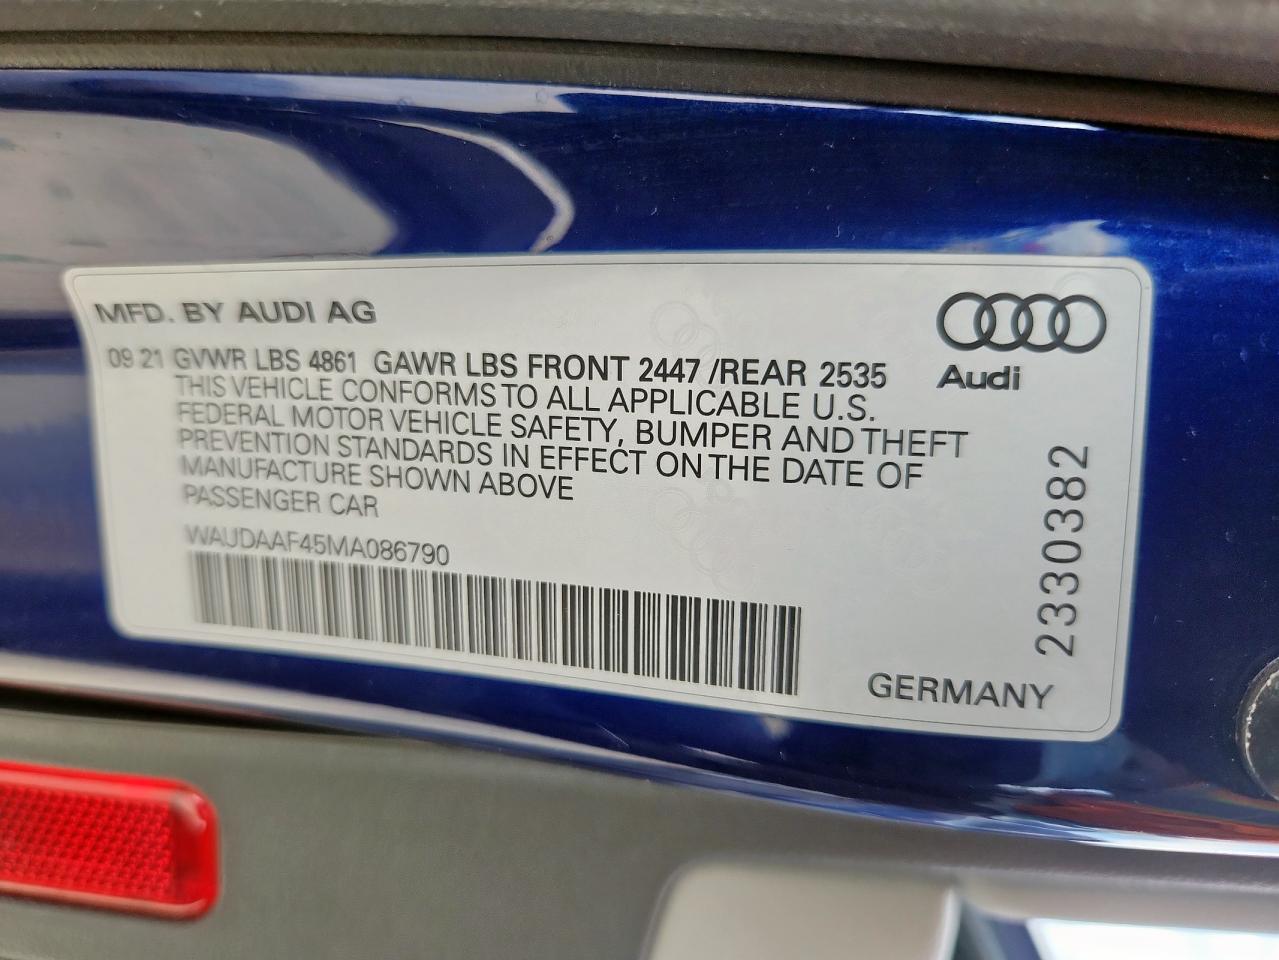 MFD. BY AUDI AG
09.21 GVWR LBS 4861 GAWR LBS FRONT 2447 /REAR 2535
THIS VEHICLE CONFORMS TO ALL APPLICABLE U.S.
FEDERAL MOTOR VEHICLE SAFETY, BUMPER AND THEFT
PREVENTION STANDARDS IN EFFECT ON THE DATE OF
MANUFACTURE SHOWN ABOVE
PASSENGER CAR
WAUDAAF45MA086790
Audi
2330382
GERMANY